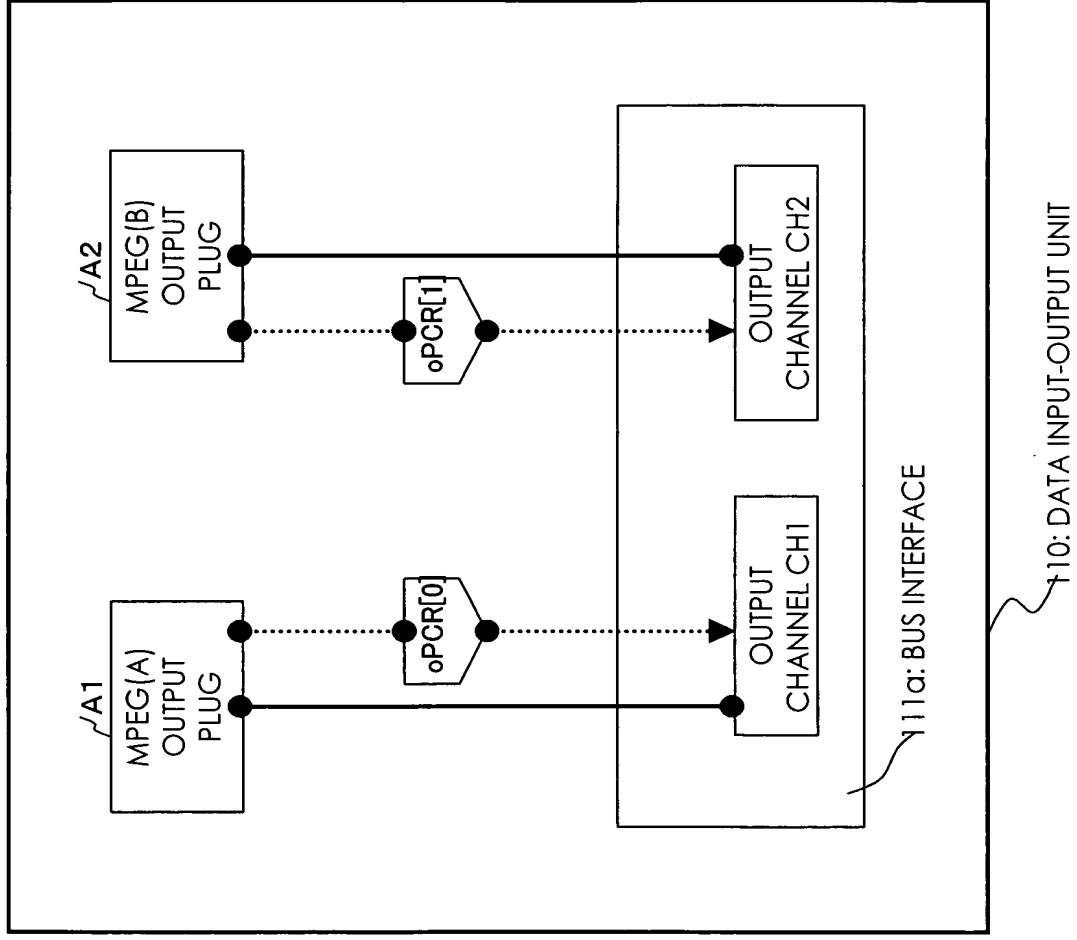 A1
MPEG(A)
OUTPUT
PLUG
A2
MPEG(B)
OUTPUT
PLUG
oPCR[0]
oPCR[1]
OUTPUT
CHANNEL CH1
OUTPUT
CHANNEL CH2
111a: BUS INTERFACE
110: DATA INPUT-OUTPUT UNIT